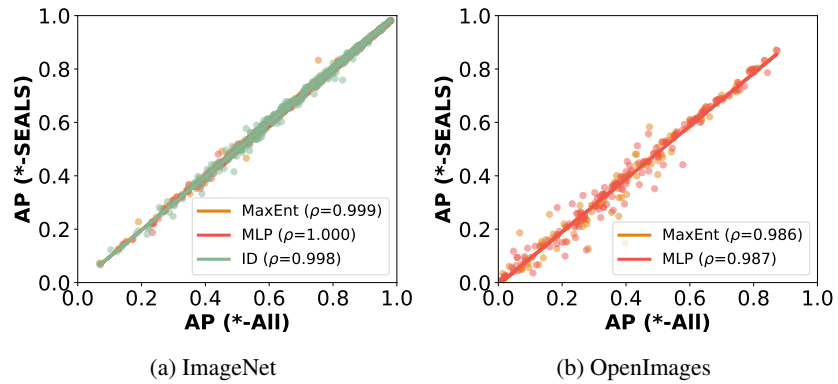 1.0
0.8
0.6
0.4
0.2
0.0
AP (*-SEALS)
0.0 0.2 0.4 0.6 0.8 1.0
AP (*-All)
MaxEnt (ρ=0.999)
MLP (ρ=1.000)
ID (ρ=0.998)
(a) ImageNet
1.0
0.8
0.6
0.4
0.2
0.0
AP (*-SEALS)
0.0 0.2 0.4 0.6 0.8 1.0
AP (*-All)
MaxEnt (ρ=0.986)
MLP (ρ=0.987)
(b) OpenImages